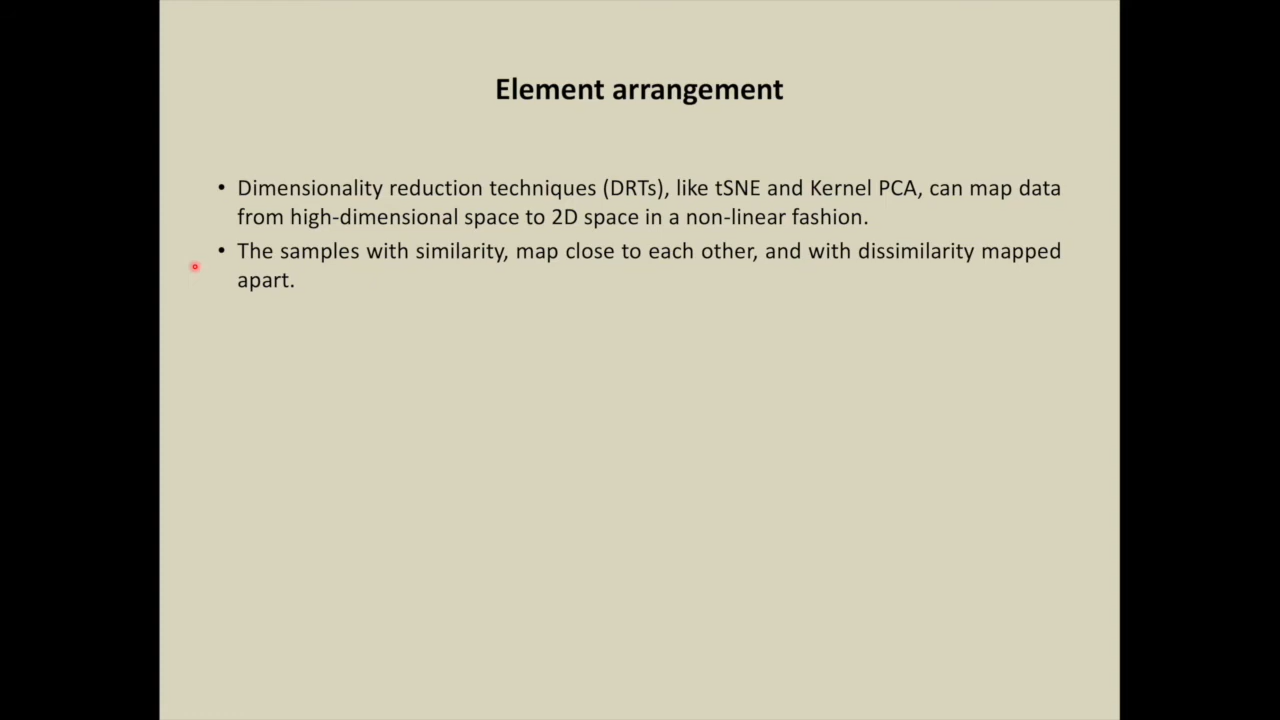 Element arrangement
• Dimensionality reduction techniques (DRTs), like tSNE and Kernel PCA, can map data
from high-dimensional space to 2D space in a non-linear fashion.
• The samples with similarity, map close to each other, and with dissimilarity mapped
apart.